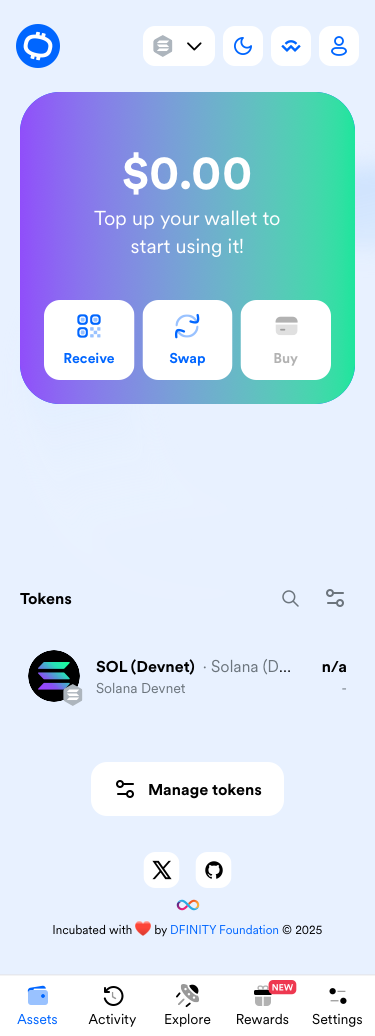 $0.00
Top up your wallet to
start using it!
Receive
Swap
Buy
Tokens
SOL (Devnet) · Solana (D... n/a
Solana Devnet -
Manage tokens
Incubated with ❤️ by DFINITY Foundation © 2025
NEW
Assets
Activity
Explore
Rewards
Settings